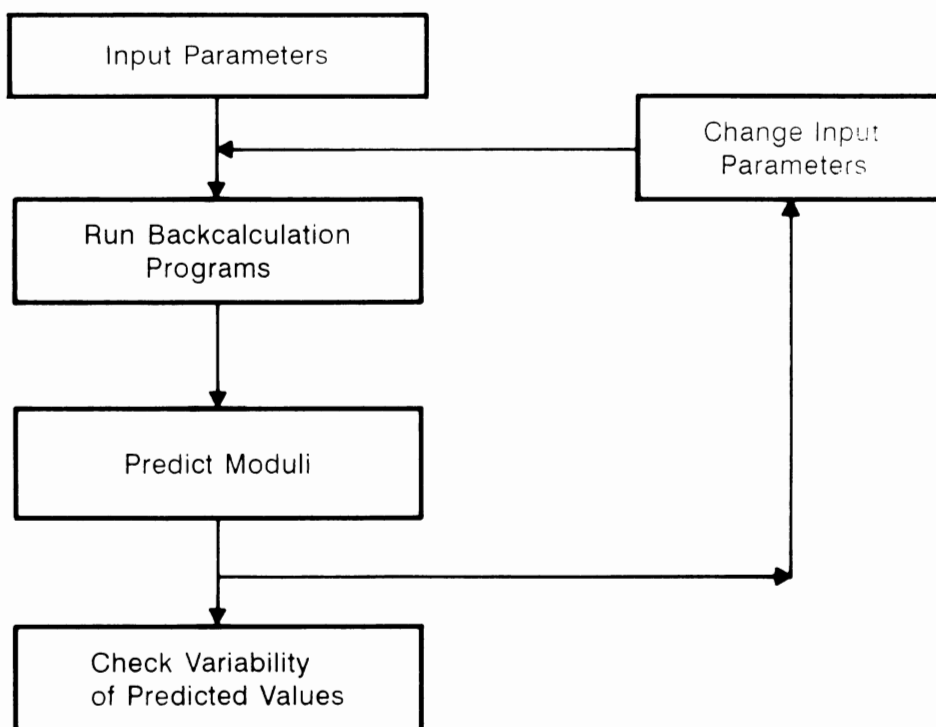 Input Parameters
Change Input
Parameters
Run Backcalculation
Programs
Predict Moduli
Check Variability
of Predicted Values